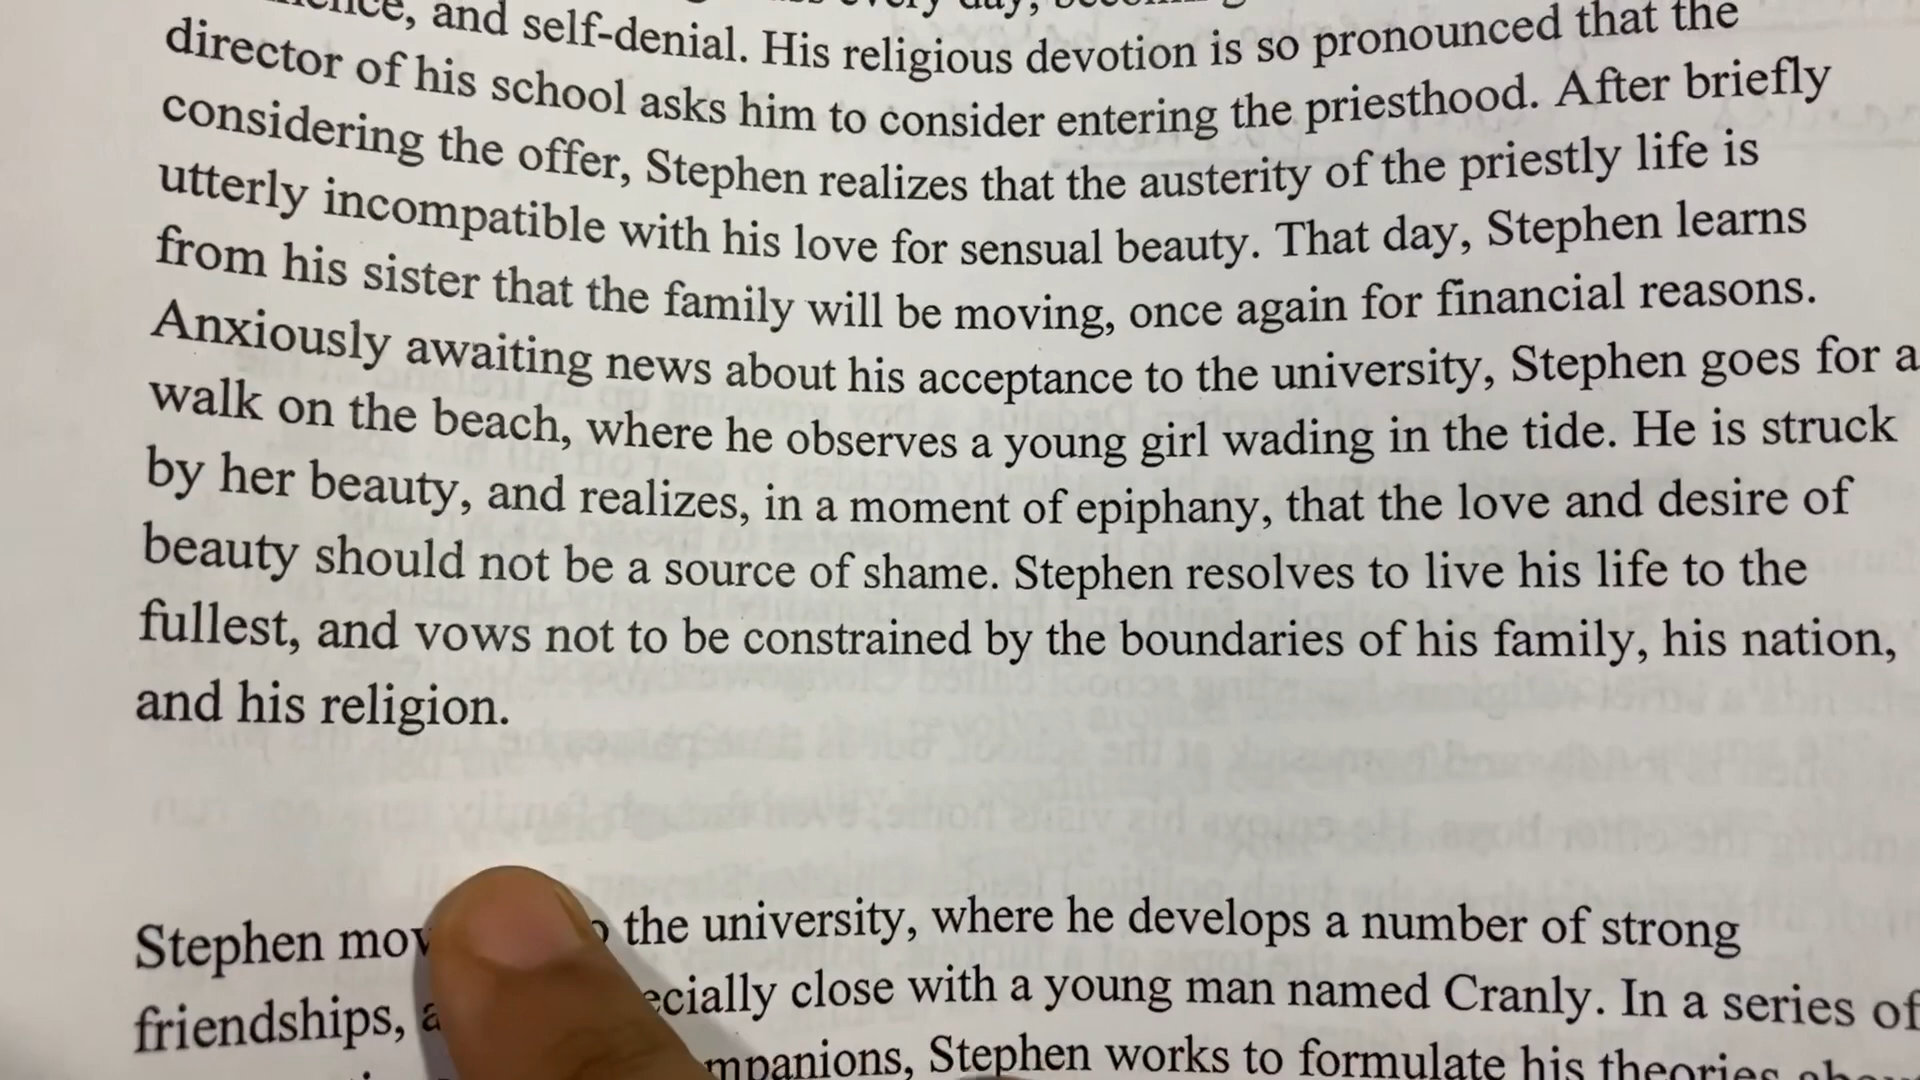 and self-denial. His religious devotion is so pronounced that the
director of his school asks him to consider entering the priesthood. After briefly
considering the offer, Stephen realizes that the austerity of the priestly life is
utterly incompatible with his love for sensual beauty. That day, Stephen learns
from his sister that the family will be moving, once again for financial reasons.
Anxiously awaiting news about his acceptance to the university, Stephen goes for a
walk on the beach, where he observes a young girl wading in the tide. He is struck
by her beauty, and realizes, in a moment of epiphany, that the love and desire of
beauty should not be a source of shame. Stephen resolves to live his life to the
fullest, and vows not to be constrained by the boundaries of his family, his nation,
and his religion.
Stephen the university, where he develops a number of strong
friendships, close with a young man named Cranly. In a series of
Stephen works to formulate his theories